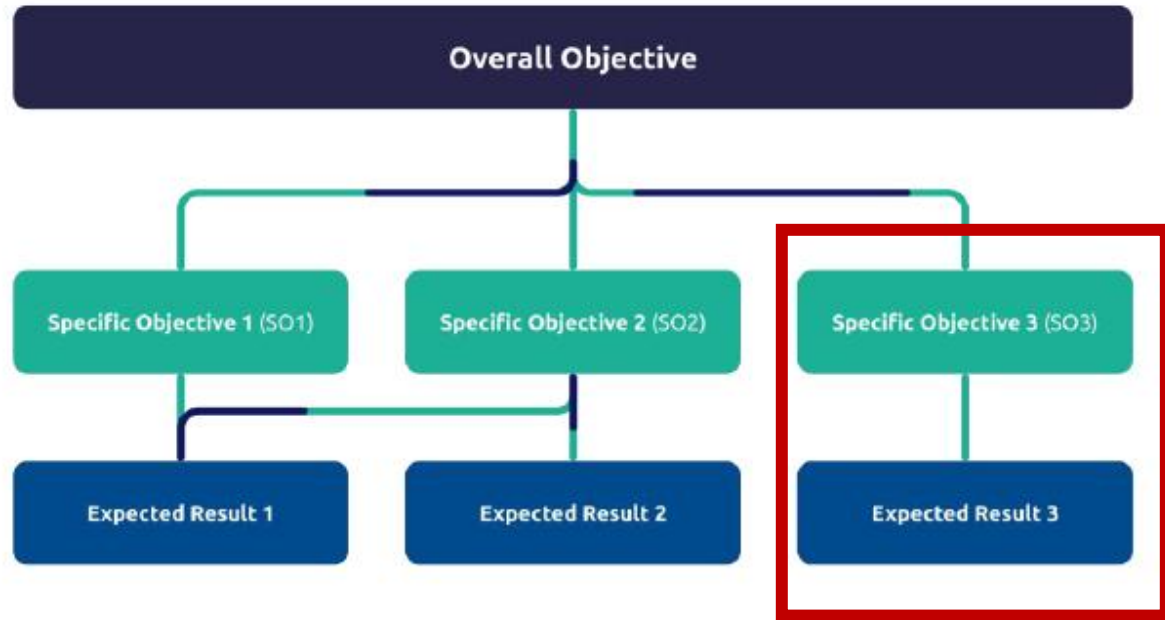 Overall Objective
Specific Objective 1 (SO1)
Specific Objective 2 (SO2)
Specific Objective 3 (SO3)
Expected Result 1
Expected Result 2
Expected Result 3